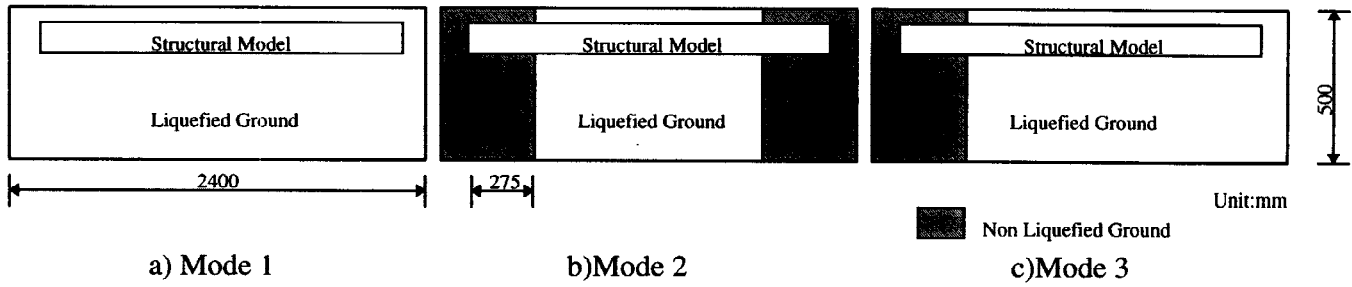 Structural Model
Liquefied Ground
2400
a) Mode 1
Structural Model
Liquefied Ground
275
b)Mode 2
Structural Model
Liquefied Ground
500
Unit:mm
Non Liquefied Ground
c)Mode 3